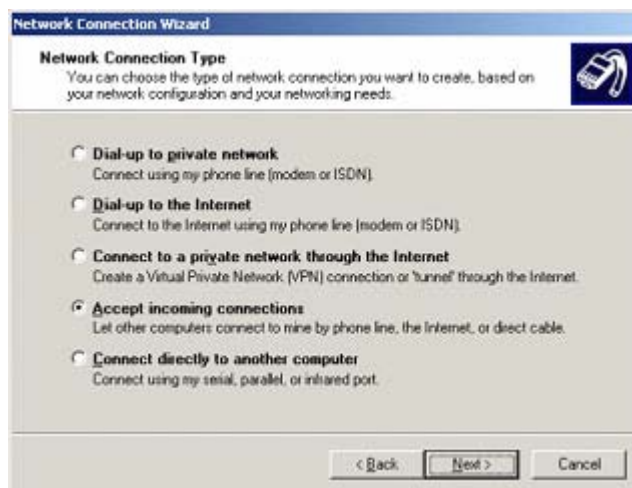 Network Connection Wizard
Network Connection Type
You can choose the type of network connection you want to create, based on
your network configuration and your networking needs.
Dial-up to private network
Connect using my phone line (modem or ISDN).
Dial-up to the Internet
Connect to the Internet using my phone line (modem or ISDN).
Connect to a private network through the Internet
Create a Virtual Private Network (VPN) connection or 'tunnel' through the Internet.
Accept incoming connections
Let other computers connect to mine by phone line, the Internet, or direct cable.
Connect directly to another computer
Connect using my serial, parallel, or infrared port.
< Back Next > Cancel